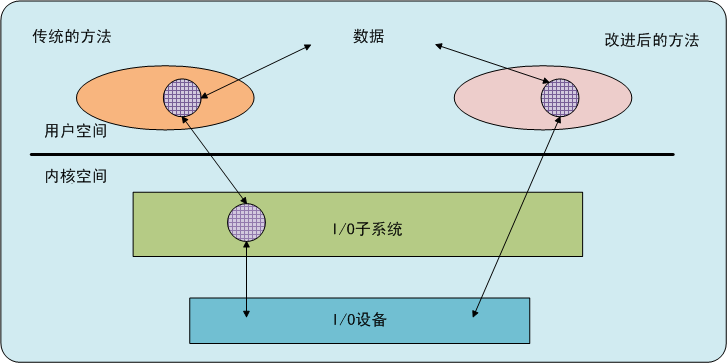 传统的方法
数据
改进后的方法
用户空间
内核空间
I/O子系统
I/O设备